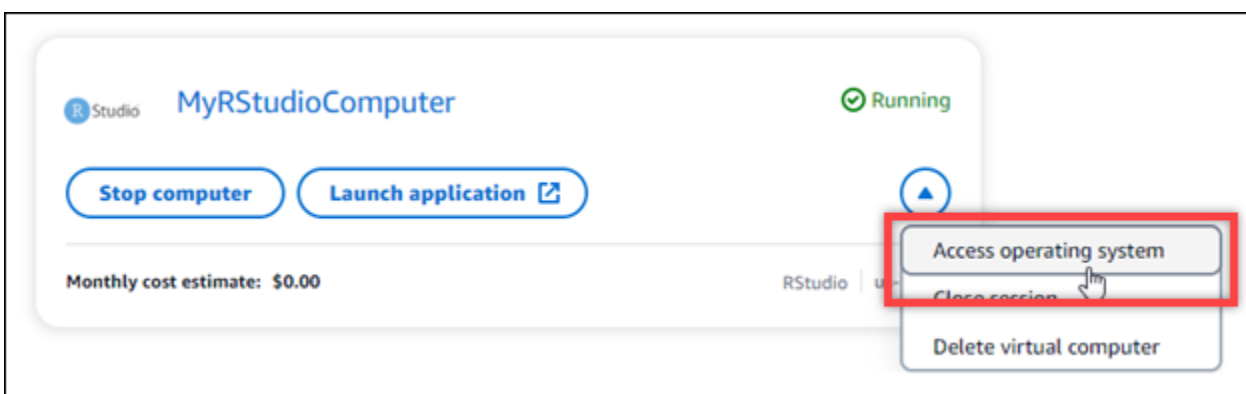 R Studio
MyRStudioComputer
Running
Stop computer
Launch application
Access operating system
Monthly cost estimate: $0.00
RStudio
Close session
Delete virtual computer